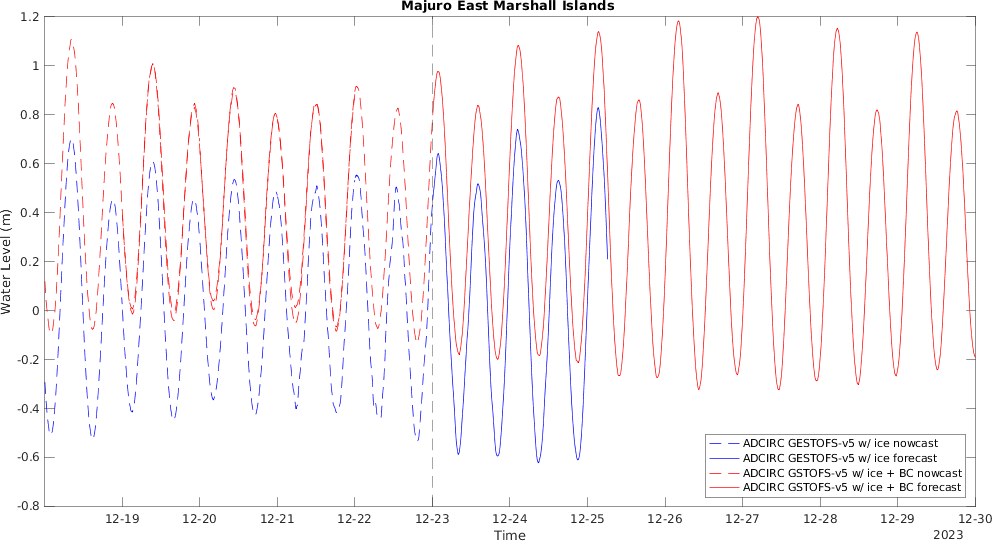 Majuro East Marshall Islands
1.2
1
0.8
0.6
0.4
0.2
0
-0.2
-0.4
-0.6
-0.8
Water Level (m)
ADCIRC GESTOFS-v5 w/ ice nowcast
ADCIRC GESTOFS-v5 w/ ice forecast
ADCIRC GSTOFS-v5 w/ ice + BC nowcast
ADCIRC GSTOFS-v5 w/ ice + BC forecast
12-19 12-20 12-21 12-22 12-23 12-24 12-25 12-26 12-27 12-28 12-29 12-30
Time
2023